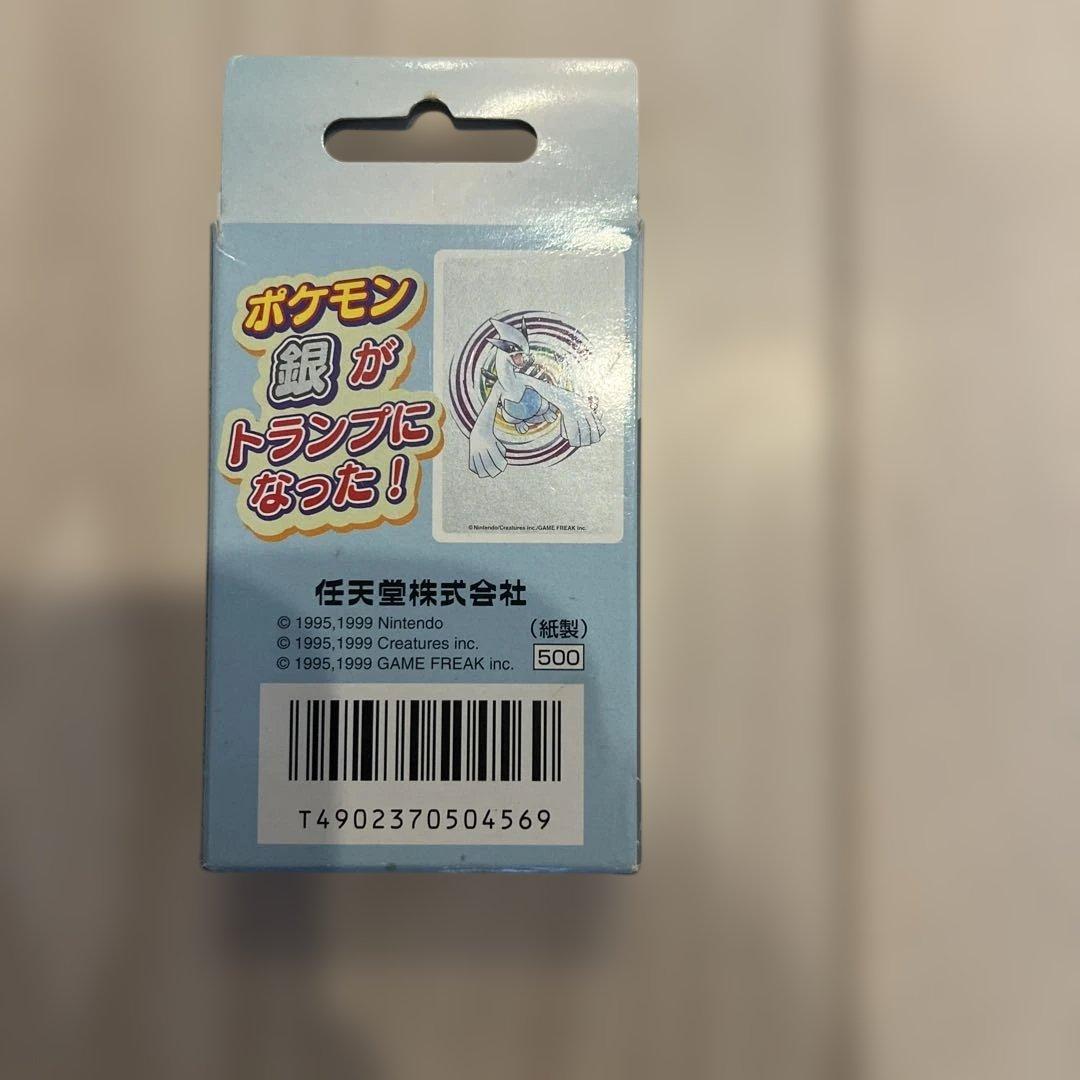 ポケモン
銀が
トランプに
なった!
©Nintendo/Creatures inc./GAME FREAK inc.
任天堂株式会社
© 1995,1999 Nintendo
© 1995,1999 Creatures inc.
© 1995,1999 GAME FREAK inc.
(紙製)
500
T4902370504569